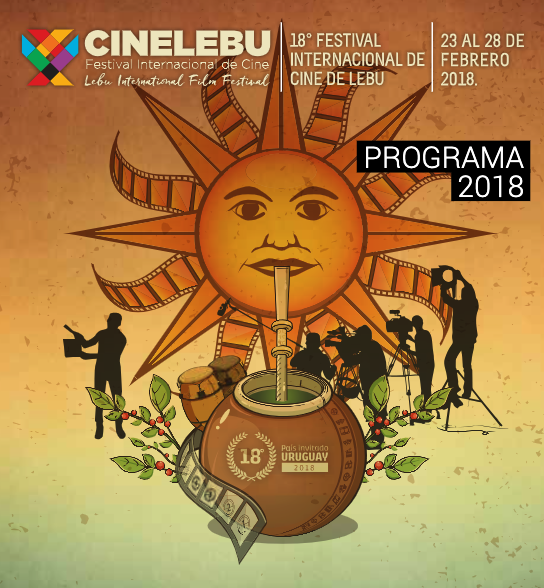 CINELEBU
Festival Internacional de Cine
Lebu International Film Festival
18° FESTIVAL
INTERNACIONAL DE
CINE DE LEBU
23 AL 28 DE
FEBRERO
2018.
PROGRAMA
2018
18°
País invitado
URUGUAY
2018